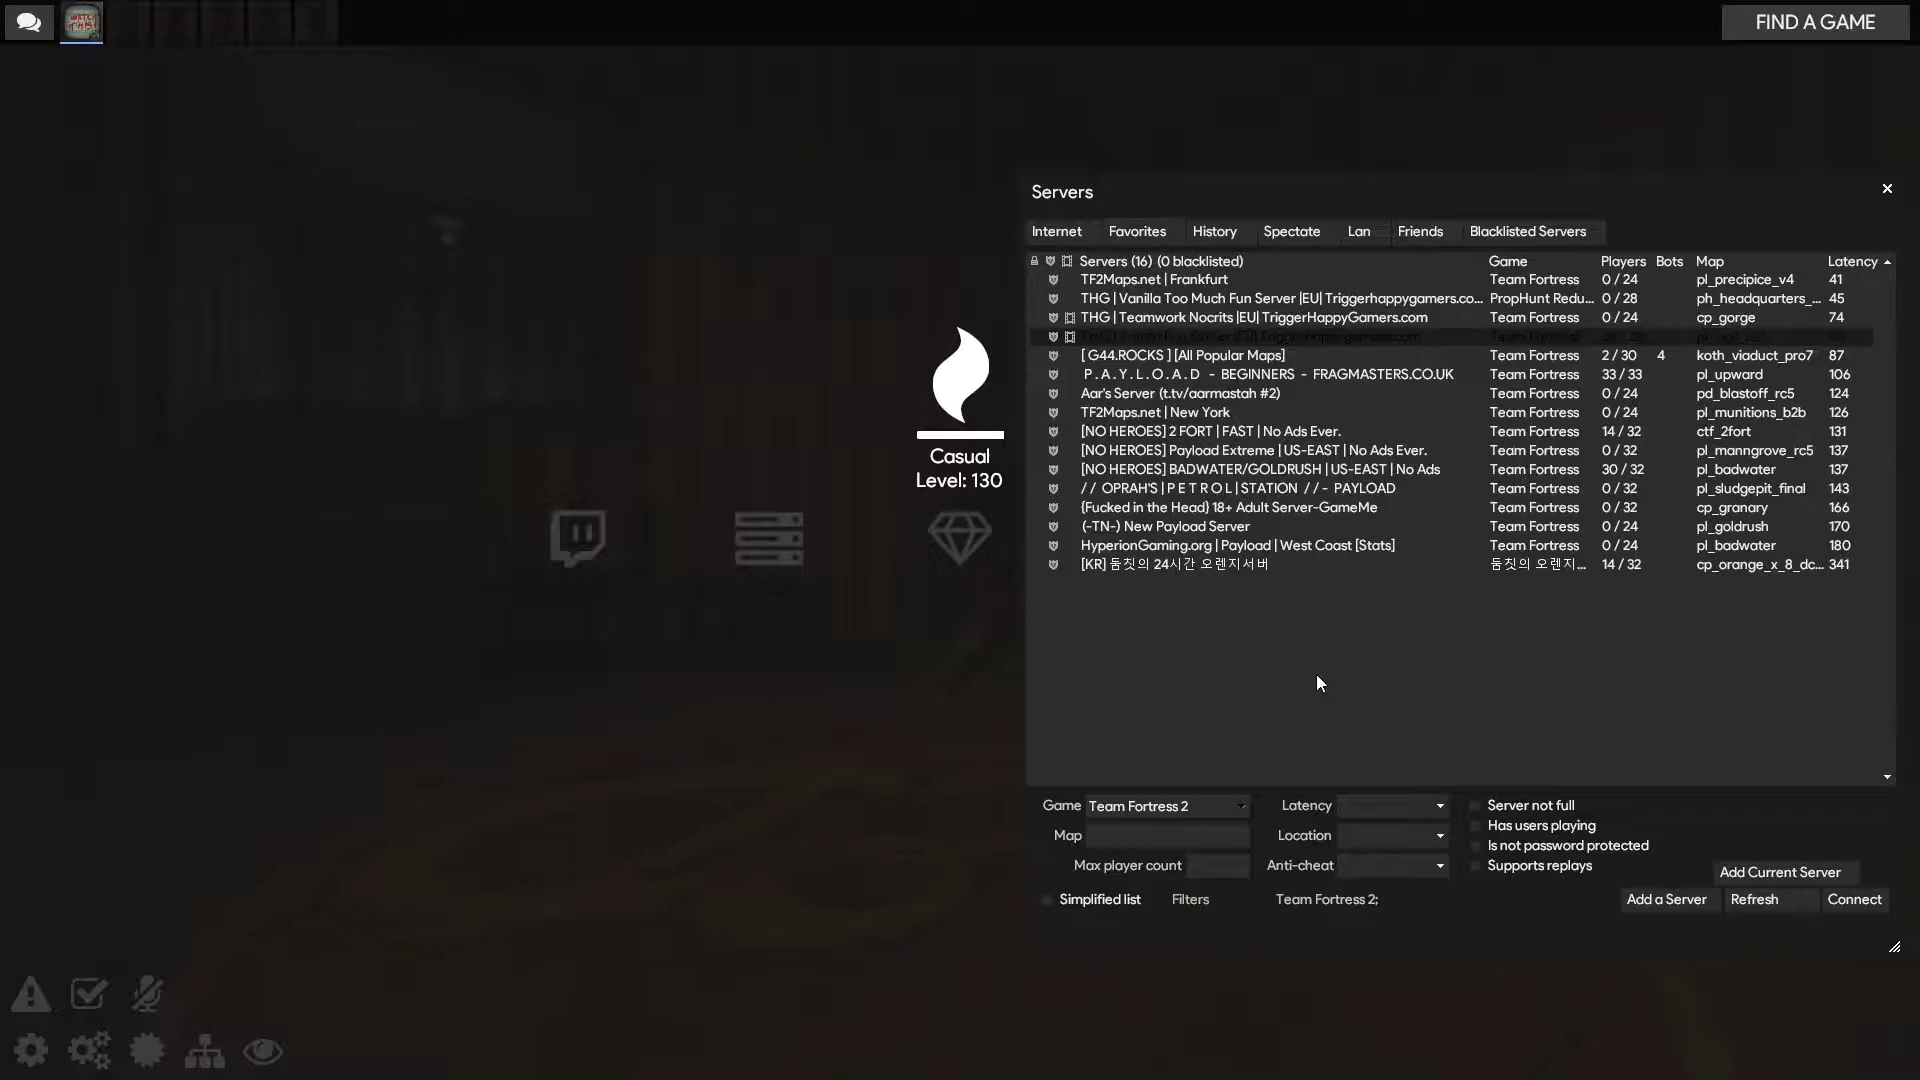 WATCH THIS!
FIND A GAME
Servers
Internet Favorites History Spectate Lan Friends Blacklisted Servers
Servers (16) (0 blacklisted) Game Players Bots Map Latency
TF2Maps.net | Frankfurt Team Fortress 0 / 24 pl_precipice_v4 41
THG | Vanilla Too Much Fun Server |EU| Triggerhappygamers.co... PropHunt Redu... 0 / 28 ph_headquarters_... 45
THG | Teamwork Nocrits |EU| TriggerHappyGamers.com Team Fortress 0 / 24 cp_gorge 74
[ G44.ROCKS ] [All Popular Maps] Team Fortress 2 / 30 4 koth_viaduct_pro7 87
P . A . Y . L . O . A . D - BEGINNERS - FRAGMASTERS.CO.UK Team Fortress 33 / 33 pl_upward 106
Aar's Server (t.tv/aarmastah #2) Team Fortress 0 / 24 pd_blastoff_rc5 124
TF2Maps.net | New York Team Fortress 0 / 24 pl_munitions_b2b 126
[NO HEROES] 2 FORT | FAST | No Ads Ever. Team Fortress 14 / 32 ctf_2fort 131
[NO HEROES] Payload Extreme | US-EAST | No Ads Ever. Team Fortress 0 / 32 pl_manngrove_rc5 137
[NO HEROES] BADWATER/GOLDRUSH | US-EAST | No Ads Team Fortress 30 / 32 pl_badwater 137
// OPRAH'S | P E T R O L | STATION // - PAYLOAD Team Fortress 0 / 32 pl_sludgepit_final 143
{Fucked in the Head} 18+ Adult Server-GameMe Team Fortress 0 / 32 cp_granary 166
(-TN-) New Payload Server Team Fortress 0 / 24 pl_goldrush 170
HyperionGaming.org | Payload | West Coast [Stats] Team Fortress 0 / 24 pl_badwater 180
[KR] 둠칫의 24시간 오렌지서버 둠칫의 오렌지... 14 / 32 cp_orange_x_8_dc... 341
Casual
Level: 130
Game Team Fortress 2 Latency Server not full
Has users playing
Map Location Is not password protected
Max player count Anti-cheat Supports replays
Add Current Server
Simplified list Filters Team Fortress 2; Add a Server Refresh Connect